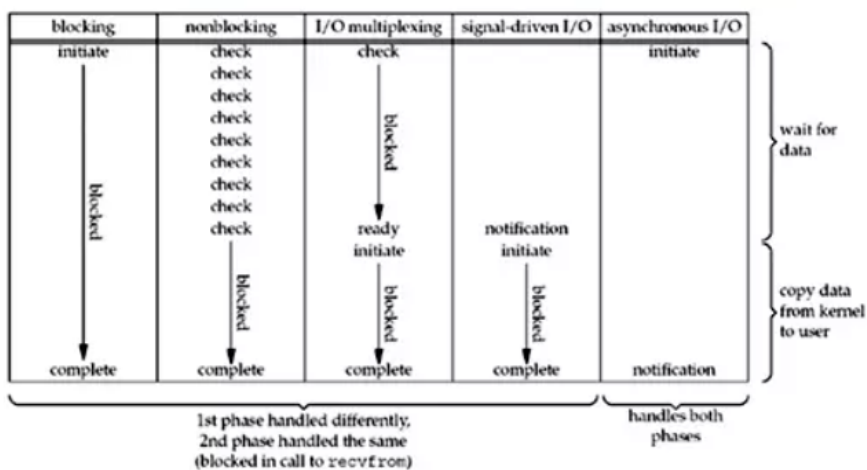 blocking nonblocking I/O multiplexing signal-driven I/O asynchronous I/O
initiate check check initiate
check
check
check
check
check
check
check
check ready notification
initiate initiate
blocked
blocked
blocked
blocked
blocked
complete complete complete complete notification
wait for
data
copy data
from kernel
to user
1st phase handled differently,
2nd phase handled the same
(blocked in call to recvfrom)
handles both
phases